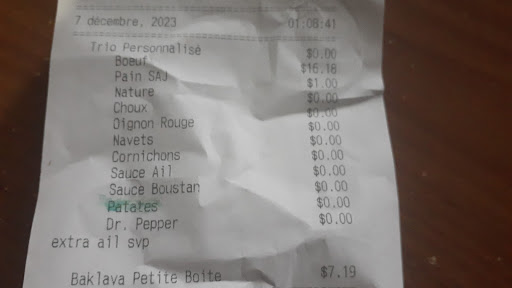 7 décembre, 2023 01:08:41
Trio Personnalisé $0.00
Boeuf $16.18
Pain SAJ $1.00
Nature $0.00
Choux $0.00
Oignon Rouge $0.00
Navets $0.00
Cornichons $0.00
Sauce Ail $0.00
Sauce Boustan $0.00
Patates $0.00
Dr. Pepper $0.00
extra ail svp
Baklava Petite Boite $7.19